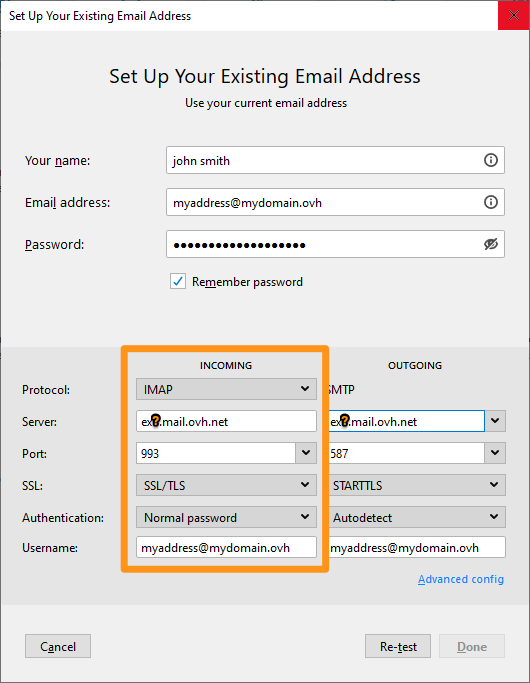 Set Up Your Existing Email Address
Set Up Your Existing Email Address
Use your current email address
Your name: john smith
Email address: myaddress@mydomain.ovh
Password: ●●●●●●●●●●●●●●●●●●●
Remember password
INCOMING OUTGOING
Protocol: IMAP SMTP
Server: ex?.mail.ovh.net ex?.mail.ovh.net
Port: 993 587
SSL: SSL/TLS STARTTLS
Authentication: Normal password Autodetect
Username: myaddress@mydomain.ovh myaddress@mydomain.ovh
Advanced config
Cancel Re-test Done